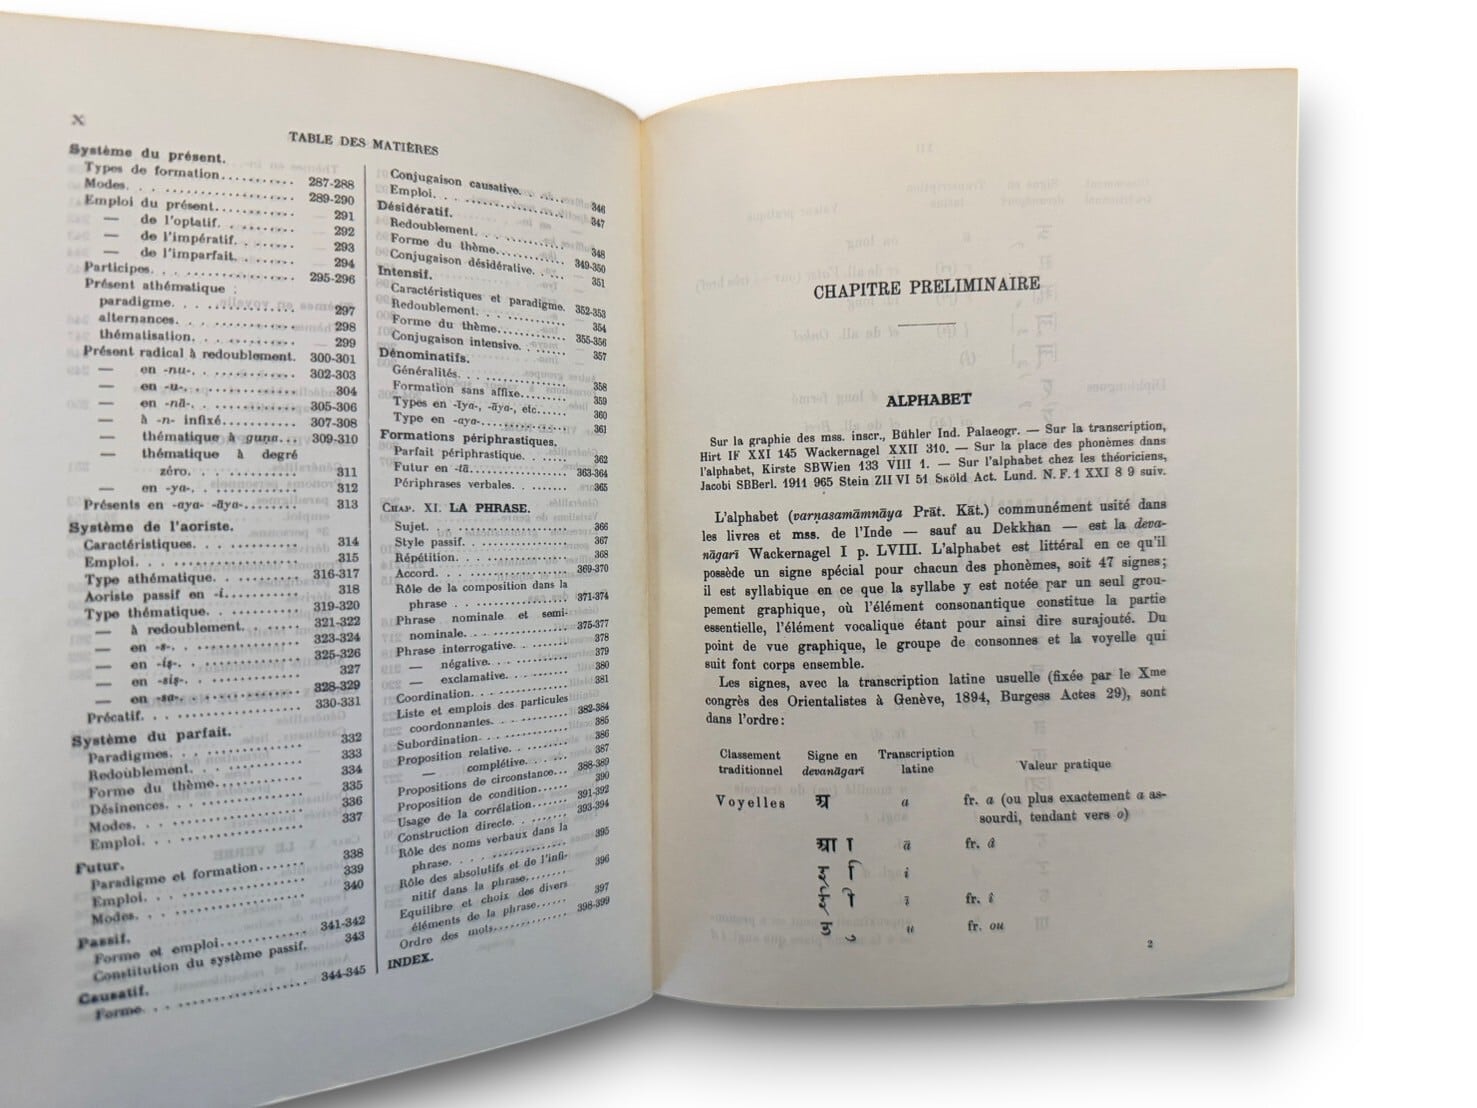 X
TABLE DES MATIÈRES
Système du présent.
Types de formation........... 287-288
Modes. . . . . . . . . . . . . 289-290
Emploi du présent........... 291
— de l'optatif. . . . . . . 292
— de l'impératif. . . . . . 293
— de l'imparfait. . . . . . 294
Participes. . . . . . . . . . . 295-296
Présent athématique :
paradigme. . . . . . . . . 297
alternances. . . . . . . . 298
thématisation. . . . . . . 299
Présent radical à redoublement. 300-301
— en -nu-. . . . . . . . . 302-303
— en -u-. . . . . . . . . . 304
— en -nā-. . . . . . . . . 305-306
— à -n- infixé. . . . . . . 307-308
— thématique à guṇa... 309-310
— thématique à degré
zéro. . . . . . . . . . 311
— en -ya-. . . . . . . . . 312
Présents en -aya- -āya-. . . . . 313
Système de l'aoriste.
Caractéristiques. . . . . . . . 314
Emploi. . . . . . . . . . . . . 315
Type athématique. . . . . . . . 316-317
Aoriste passif en -i. . . . . . . 318
Type thématique. . . . . . . . 319-320
— à redoublement. . . . . 321-322
— en -s-. . . . . . . . . . 323-324
— en -iṣ-. . . . . . . . . 325-326
— en -siṣ-. . . . . . . . . 327
— en -sa-. . . . . . . . . 328-329
Précatif. . . . . . . . . . . . 330-331
Système du parfait.
Paradigmes. . . . . . . . . . 332
Redoublement. . . . . . . . . 333
Forme du thème. . . . . . . . 334
Désinences. . . . . . . . . . . 335
Modes. . . . . . . . . . . . . 336
Emploi. . . . . . . . . . . . . 337
Futur.
Paradigme et formation....... 338
Emploi. . . . . . . . . . . . . 339
Modes. . . . . . . . . . . . . 340
Passif.
Forme et emploi............ 341-342
Constitution du système passif. 343
Causatif.
Forme. . . . . . . . . . . . . 344-345
Conjugaison causative. . . . . . 346
Emploi. . . . . . . . . . . . . 347
Désidératif.
Redoublement. . . . . . . . . 348
Forme du thème. . . . . . . . 349-350
Conjugaison désidérative. . . . 351
Intensif.
Caractéristiques et paradigme. 352-353
Redoublement. . . . . . . . . 354
Forme du thème. . . . . . . . 355-356
Conjugaison intensive. . . . . . 357
Dénominatifs.
Généralités. . . . . . . . . . . 358
Formation sans affixe. . . . . . 359
Types en -īya-, -āya-, etc...... 360
Type en -aya-. . . . . . . . . 361
Formations périphrastiques.
Parfait périphrastique. . . . . . 362
Futur en -tā. . . . . . . . . . 363-364
Périphrases verbales. . . . . . . 365
CHAP. XI. LA PHRASE.
Sujet. . . . . . . . . . . . . . 366
Style passif. . . . . . . . . . . 367
Répétition. . . . . . . . . . . 368
Accord. . . . . . . . . . . . . 369-370
Rôle de la composition dans la
phrase . . . . . . . . . . . 371-374
Phrase nominale et semi-
nominale. . . . . . . . . . 375-377
Phrase interrogative. . . . . . . 378
— négative. . . . . . . . . 379
— exclamative. . . . . . . 380
Coordination. . . . . . . . . . 381
Liste et emplois des particules
coordonnantes. . . . . . . 382-384
Subordination. . . . . . . . . . 385
Proposition relative. . . . . . . 386
— complétive. . . . . . . 387
Propositions de circonstance... 388-389
Proposition de condition. . . . 390
Usage de la corrélation....... 391-392
Construction directe. . . . . . . 393-394
Rôle des noms verbaux dans la
phrase. . . . . . . . . . . 395
Rôle des absolutifs et de l'infi-
nitif dans la phrase. . . . . 396
Equilibre et choix des divers
éléments de la phrase...... 397
Ordre des mots............ 398-399
INDEX.
CHAPITRE PRELIMINAIRE
ALPHABET
Sur la graphie des mss. inscr., Bühler Ind. Palaeogr. — Sur la transcription,
Hirt IF XXI 145 Wackernagel XXII 310. — Sur la place des phonèmes dans
l'alphabet, Kirste SBWien 133 VIII 1. — Sur l'alphabet chez les théoriciens,
Jacobi SBBerl. 1911 965 Stein ZII VI 51 Sköld Act. Lund. N. F. 1 XXI 8 9 suiv.
L'alphabet (varṇasamāmnāya Prāt. Kāt.) communément usité dans
les livres et mss. de l'Inde — sauf au Dekkhan — est la deva-
nāgarī Wackernagel I p. LVIII. L'alphabet est littéral en ce qu'il
possède un signe spécial pour chacun des phonèmes, soit 47 signes;
il est syllabique en ce que la syllabe y est notée par un seul grou-
pement graphique, où l'élément consonantique constitue la partie
essentielle, l'élément vocalique étant pour ainsi dire surajouté. Du
point de vue graphique, le groupe de consonnes et la voyelle qui
suit font corps ensemble.
Les signes, avec la transcription latine usuelle (fixée par le Xme
congrès des Orientalistes à Genève, 1894, Burgess Actes 29), sont
dans l'ordre:
Classement Signe en Transcription
traditionnel devanāgarī latine Valeur pratique
Voyelles अ a fr. a (ou plus exactement a as-
sourdi, tendant vers o)
आ ा ā fr. â
इ ि i
ई ी ī fr. î
उ ु u fr. ou
2